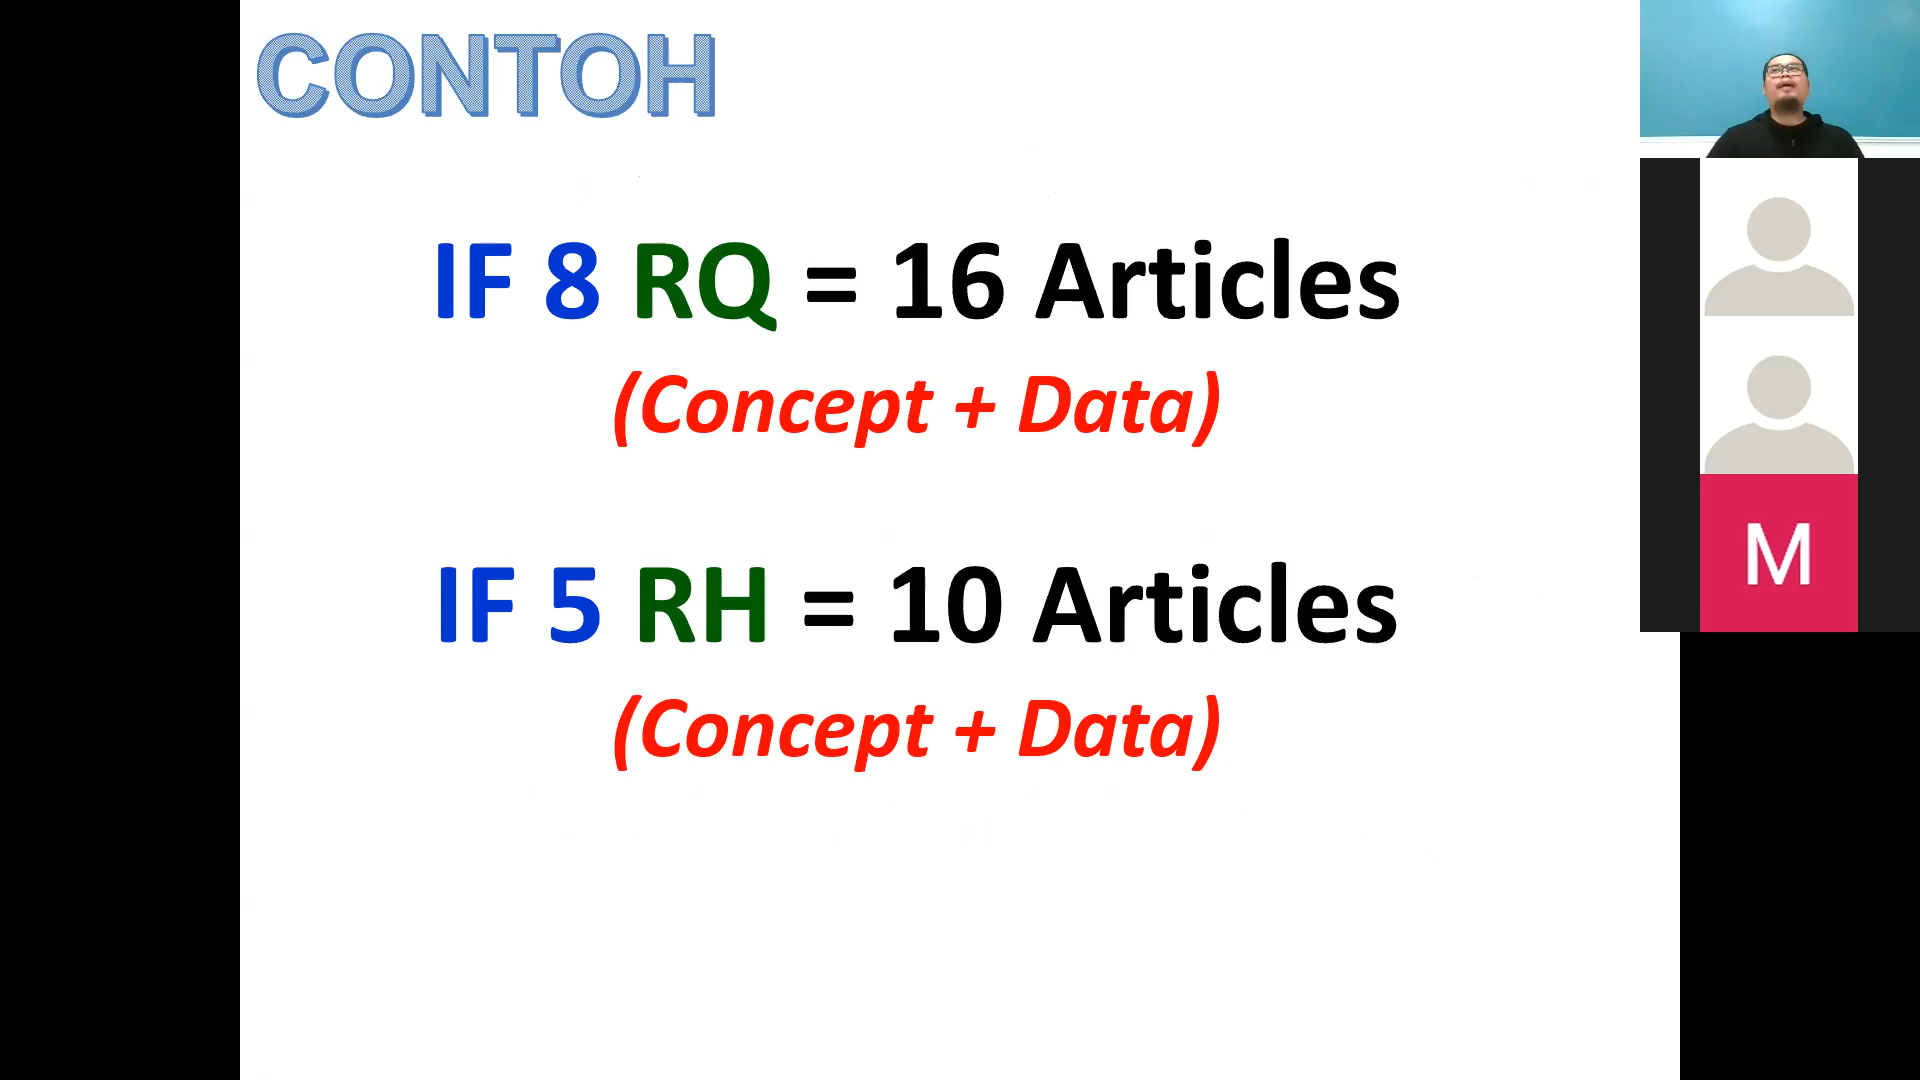 CONTOH
IF 8 RQ = 16 Articles
(Concept + Data)
IF 5 RH = 10 Articles
(Concept + Data)
M